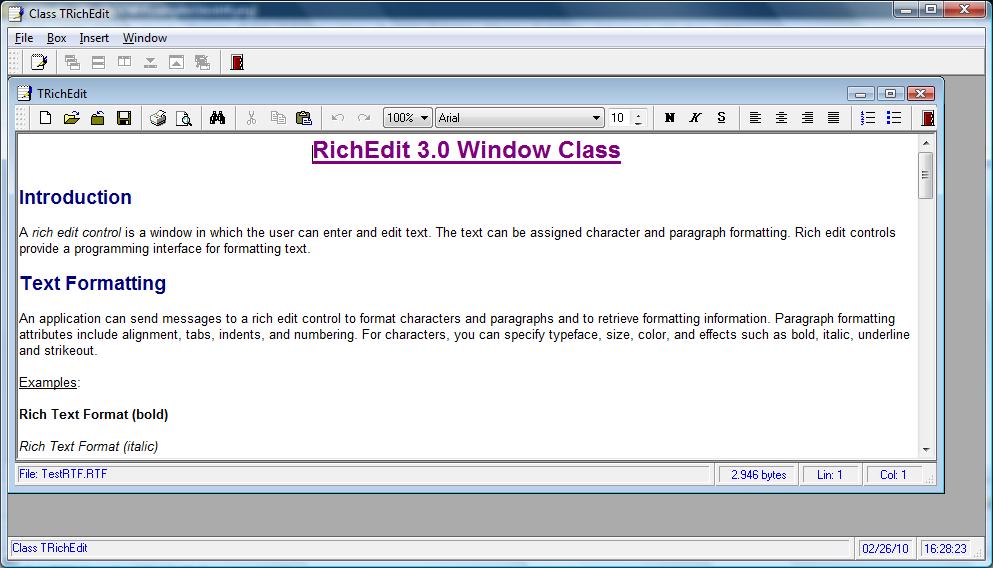 Class TRichEdit
File Box Insert Window
TRichEdit
100% Arial 10 N K S
RichEdit 3.0 Window Class
Introduction
A rich edit control is a window in which the user can enter and edit text. The text can be assigned character and paragraph formatting. Rich edit controls
provide a programming interface for formatting text.
Text Formatting
An application can send messages to a rich edit control to format characters and paragraphs and to retrieve formatting information. Paragraph formatting
attributes include alignment, tabs, indents, and numbering. For characters, you can specify typeface, size, color, and effects such as bold, italic, underline
and strikeout.
Examples:
Rich Text Format (bold)
Rich Text Format (italic)
File: TestRTF.RTF 2.946 bytes Lin: 1 Col: 1
Class TRichEdit 02/26/10 16:28:23